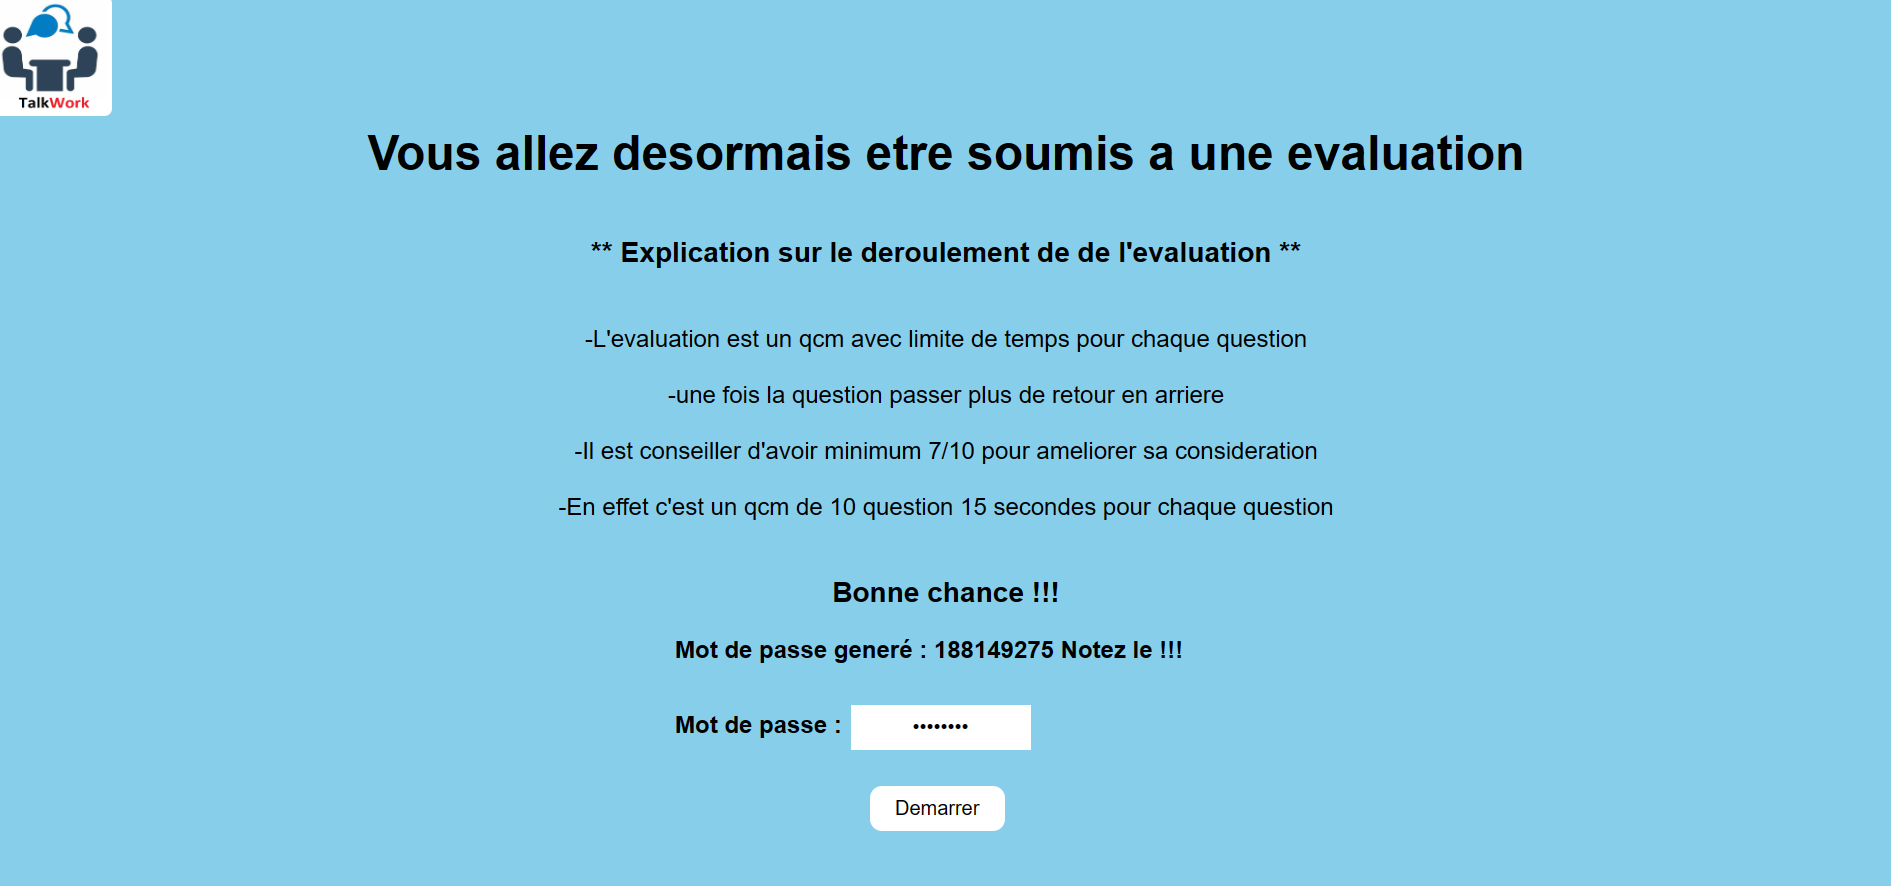 TalkWork
Vous allez desormais etre soumis a une evaluation
** Explication sur le deroulement de de l'evaluation **
-L'evaluation est un qcm avec limite de temps pour chaque question
-une fois la question passer plus de retour en arriere
-Il est conseiller d'avoir minimum 7/10 pour ameliorer sa consideration
-En effet c'est un qcm de 10 question 15 secondes pour chaque question
Bonne chance !!!
Mot de passe generé : 188149275 Notez le !!!
Mot de passe : ••••••••
Demarrer